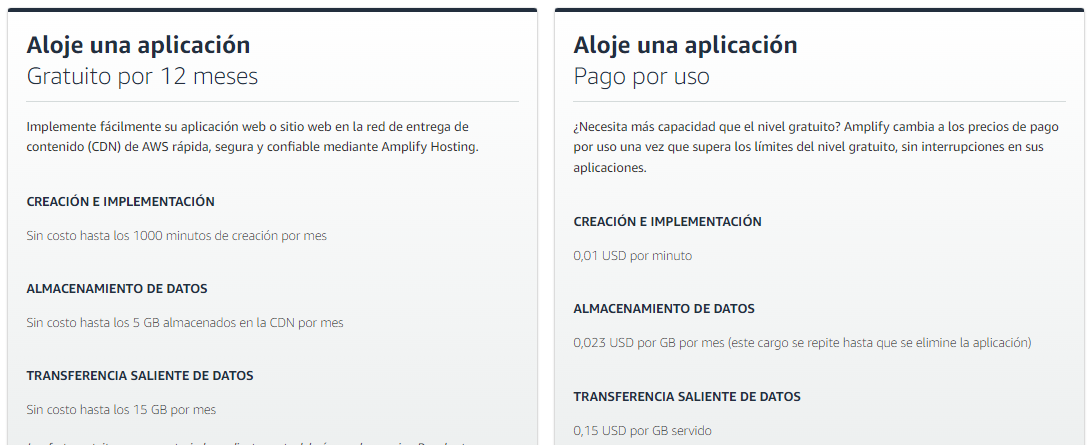 Aloje una aplicación
Gratuito por 12 meses
Implemente fácilmente su aplicación web o sitio web en la red de entrega de
contenido (CDN) de AWS rápida, segura y confiable mediante Amplify Hosting.
CREACIÓN E IMPLEMENTACIÓN
Sin costo hasta los 1000 minutos de creación por mes
ALMACENAMIENTO DE DATOS
Sin costo hasta los 5 GB almacenados en la CDN por mes
TRANSFERENCIA SALIENTE DE DATOS
Sin costo hasta los 15 GB por mes
Aloje una aplicación
Pago por uso
¿Necesita más capacidad que el nivel gratuito? Amplify cambia a los precios de pago
por uso una vez que supera los límites del nivel gratuito, sin interrupciones en sus
aplicaciones.
CREACIÓN E IMPLEMENTACIÓN
0,01 USD por minuto
ALMACENAMIENTO DE DATOS
0,023 USD por GB por mes (este cargo se repite hasta que se elimine la aplicación)
TRANSFERENCIA SALIENTE DE DATOS
0,15 USD por GB servido